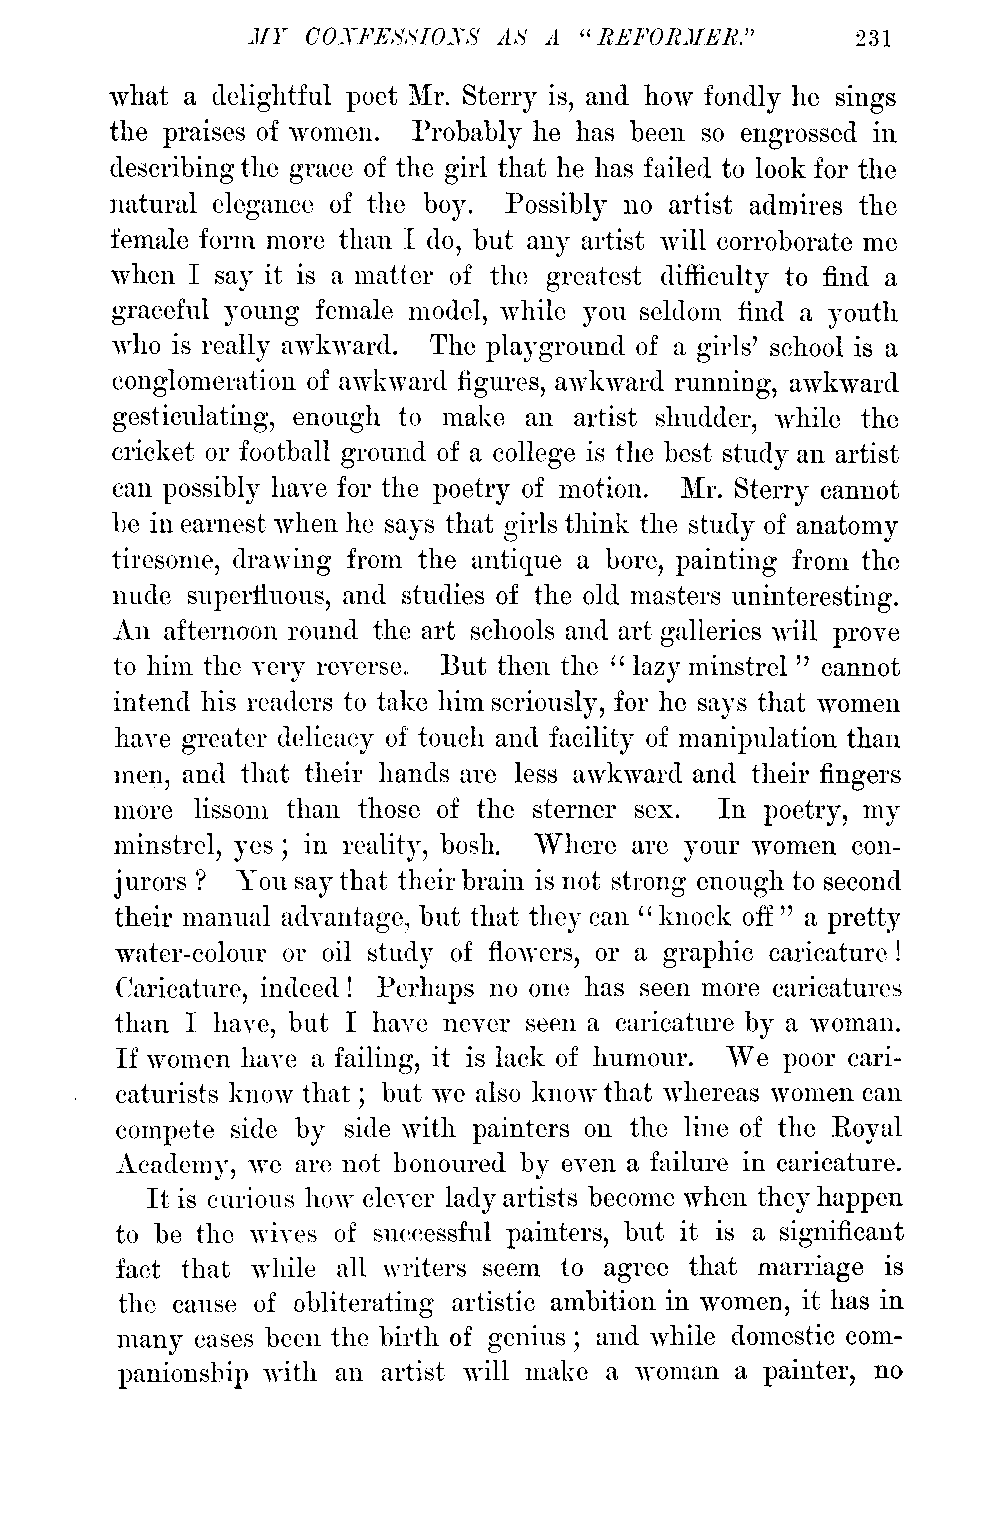 MY CONFESSIONS AS A "REFORMER." 231
what a delightful poet Mr. Sterry is, and how fondly he sings
the praises of women. Probably he has been so engrossed in
describing the grace of the girl that he has failed to look for the
natural elegance of the boy. Possibly no artist admires the
female form more than I do, but any artist will corroborate me
when I say it is a matter of the greatest difficulty to find a
graceful young female model, while you seldom find a youth
who is really awkward. The playground of a girls' school is a
conglomeration of awkward figures, awkward running, awkward
gesticulating, enough to make an artist shudder, while the
cricket or football ground of a college is the best study an artist
can possibly have for the poetry of motion. Mr. Sterry cannot
be in earnest when he says that girls think the study of anatomy
tiresome, drawing from the antique a bore, painting from the
nude superfluous, and studies of the old masters uninteresting.
An afternoon round the art schools and art galleries will prove
to him the very reverse. But then the "lazy minstrel" cannot
intend his readers to take him seriously, for he says that women
have greater delicacy of touch and facility of manipulation than
men, and that their hands are less awkward and their fingers
more lissom than those of the sterner sex. In poetry, my
minstrel, yes; in reality, bosh. Where are your women con-
jurors? You say that their brain is not strong enough to second
their manual advantage, but that they can "knock off" a pretty
water-colour or oil study of flowers, or a graphic caricature!
Caricature, indeed! Perhaps no one has seen more caricatures
than I have, but I have never seen a caricature by a woman.
If women have a failing, it is lack of humour. We poor cari-
caturists know that; but we also know that whereas women can
compete side by side with painters on the line of the Royal
Academy, we are not honoured by even a failure in caricature.
It is curious how clever lady artists become when they happen
to be the wives of successful painters, but it is a significant
fact that while all writers seem to agree that marriage is
the cause of obliterating artistic ambition in women, it has in
many cases been the birth of genius; and while domestic com-
panionship with an artist will make a woman a painter, no